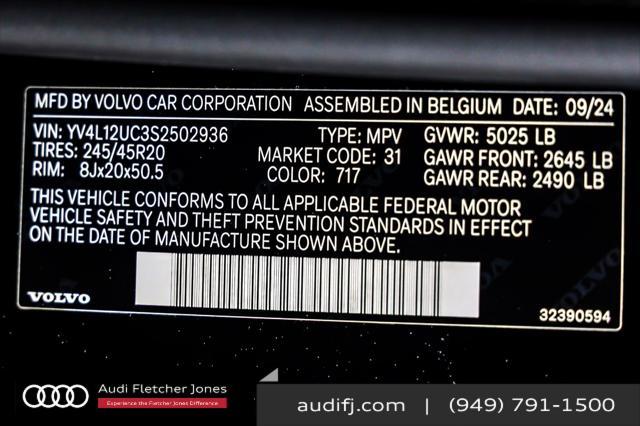 MFD BY VOLVO CAR CORPORATION ASSEMBLED IN BELGIUM DATE: 09/24
VIN: YV4L12UC3S2502936 TYPE: MPV GVWR: 5025 LB
TIRES: 245/45R20 MARKET CODE: 31 GAWR FRONT: 2645 LB
RIM: 8Jx20x50.5 COLOR: 717 GAWR REAR: 2490 LB
THIS VEHICLE CONFORMS TO ALL APPLICABLE FEDERAL MOTOR
VEHICLE SAFETY AND THEFT PREVENTION STANDARDS IN EFFECT
ON THE DATE OF MANUFACTURE SHOWN ABOVE.
VOLVO 32390594
Audi Fletcher Jones
Experience the Fletcher Jones Difference
audifj.com | (949) 791-1500